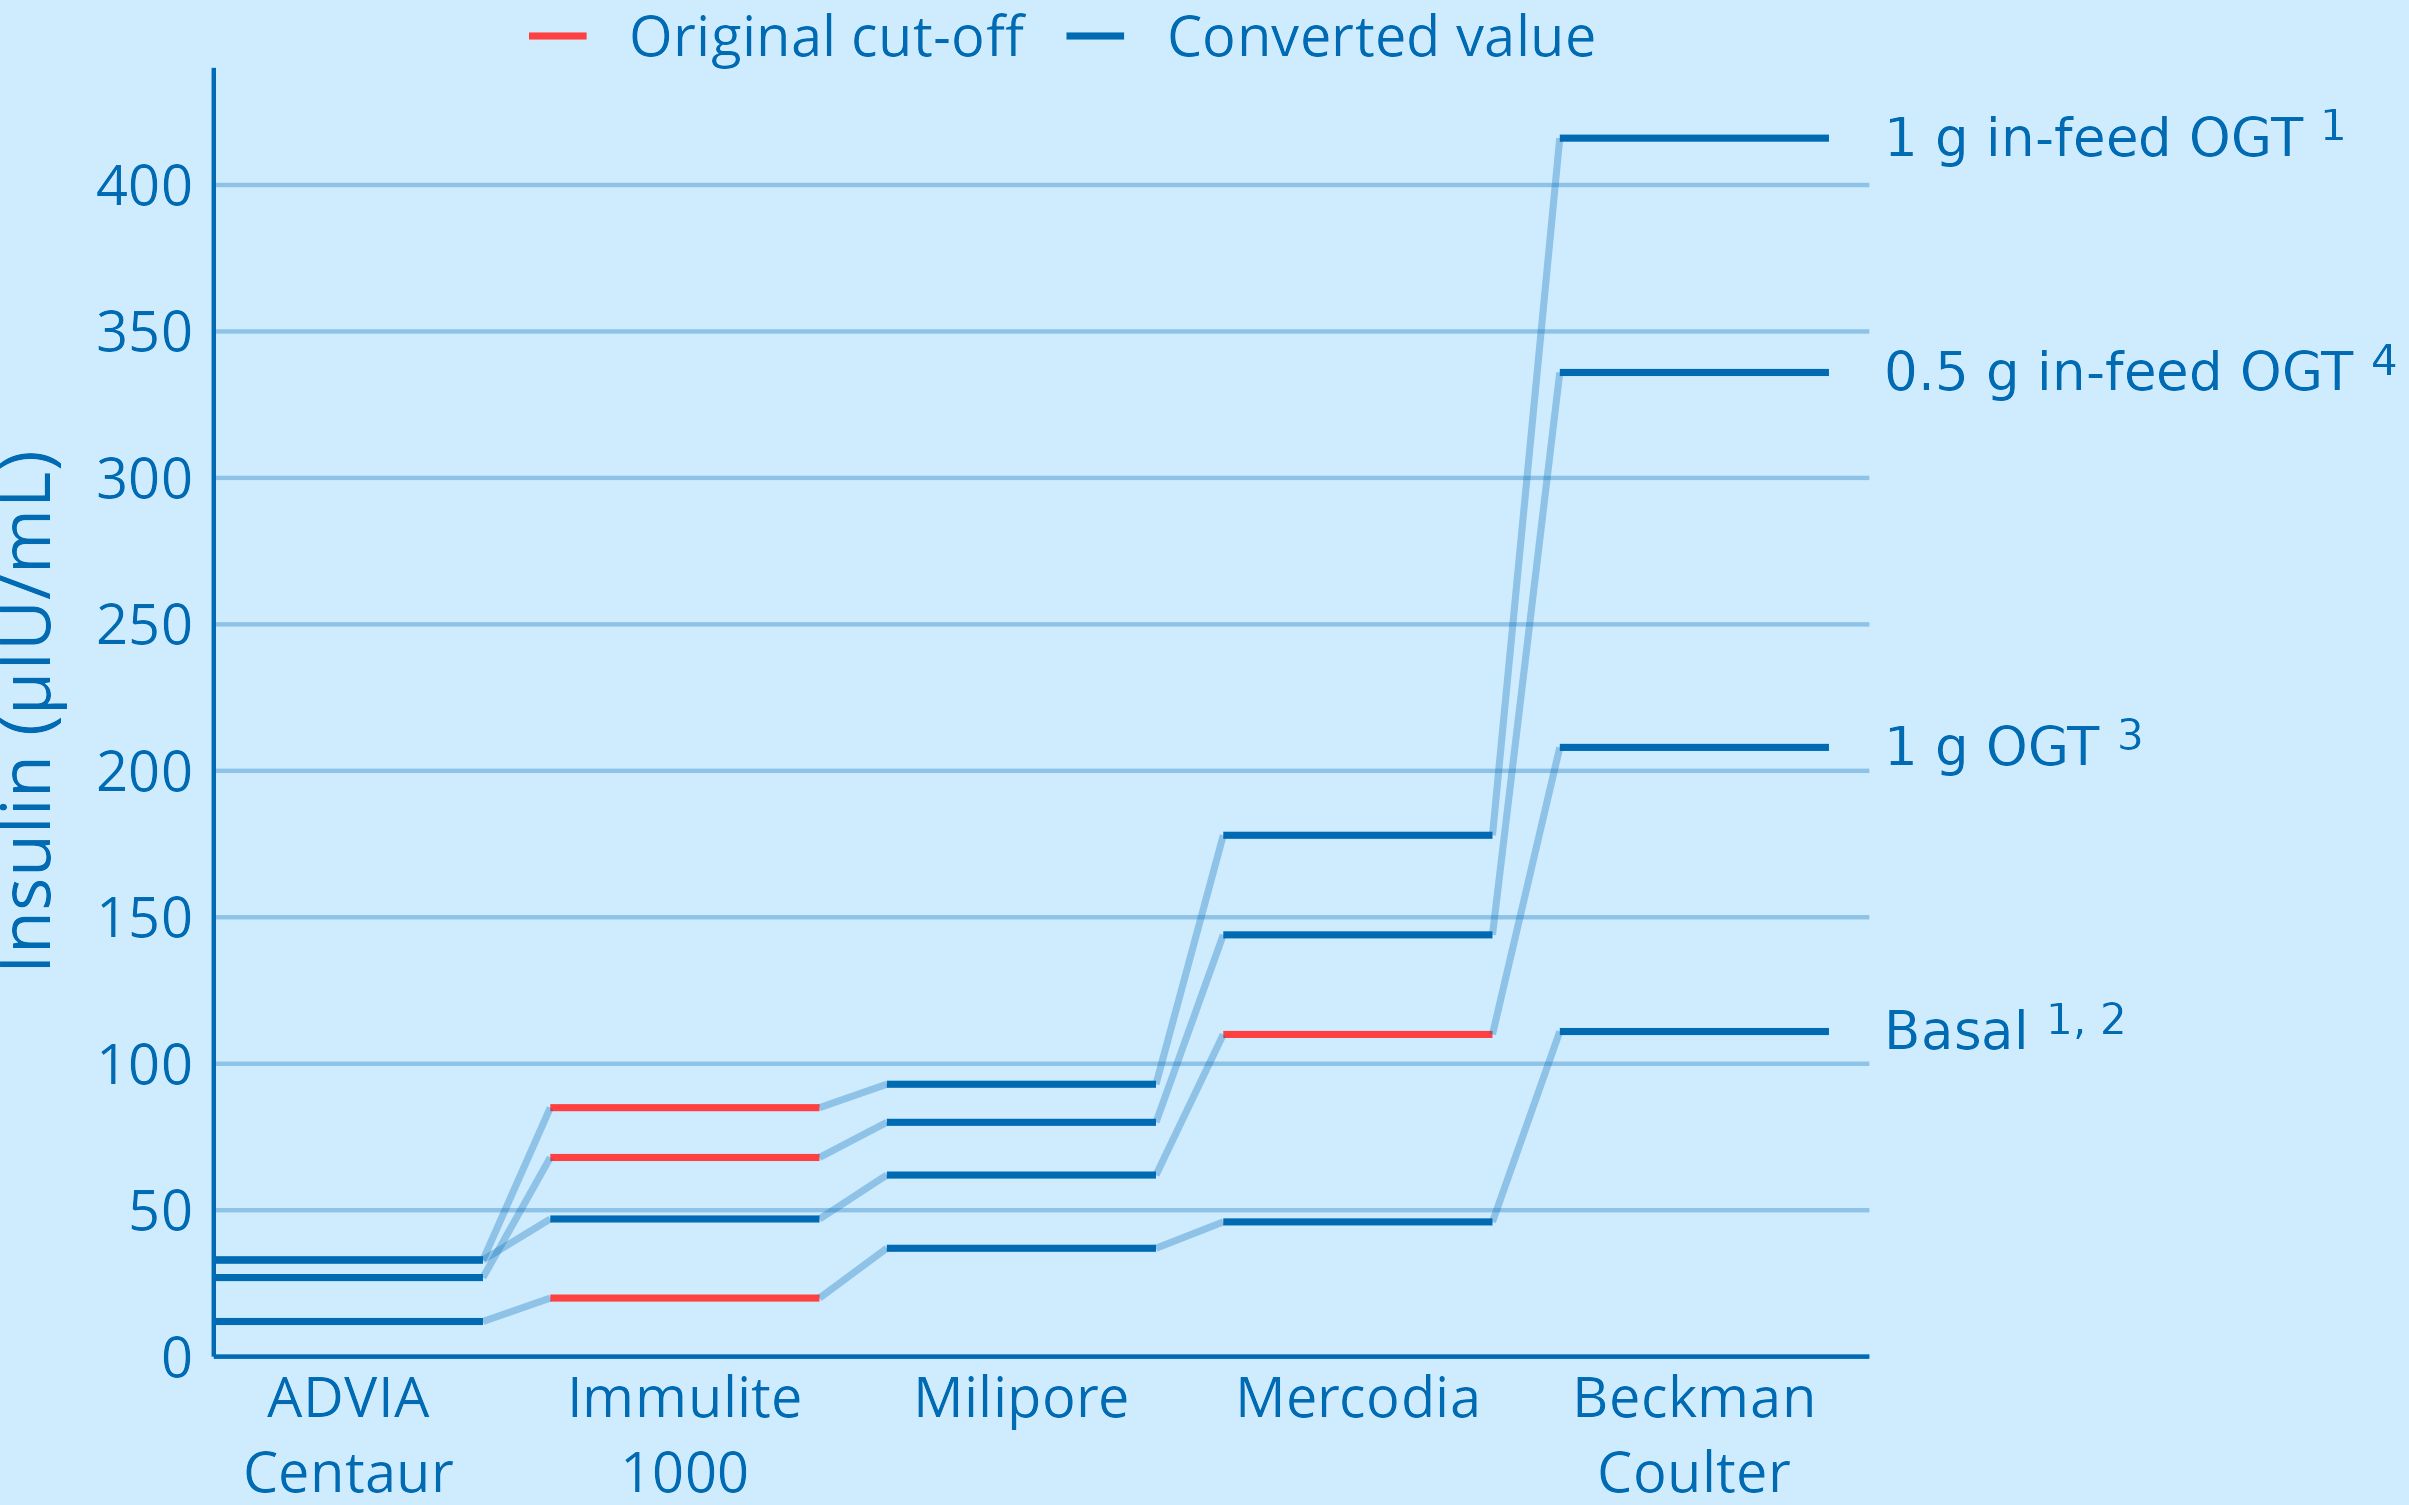 Original cut-off Converted value
Insulin (µIU/mL)
400
350
300
250
200
150
100
50
0
1 g in-feed OGT 1
0.5 g in-feed OGT 4
1 g OGT 3
Basal 1, 2
ADVIA Centaur
Immulite 1000
Milipore
Mercodia
Beckman Coulter